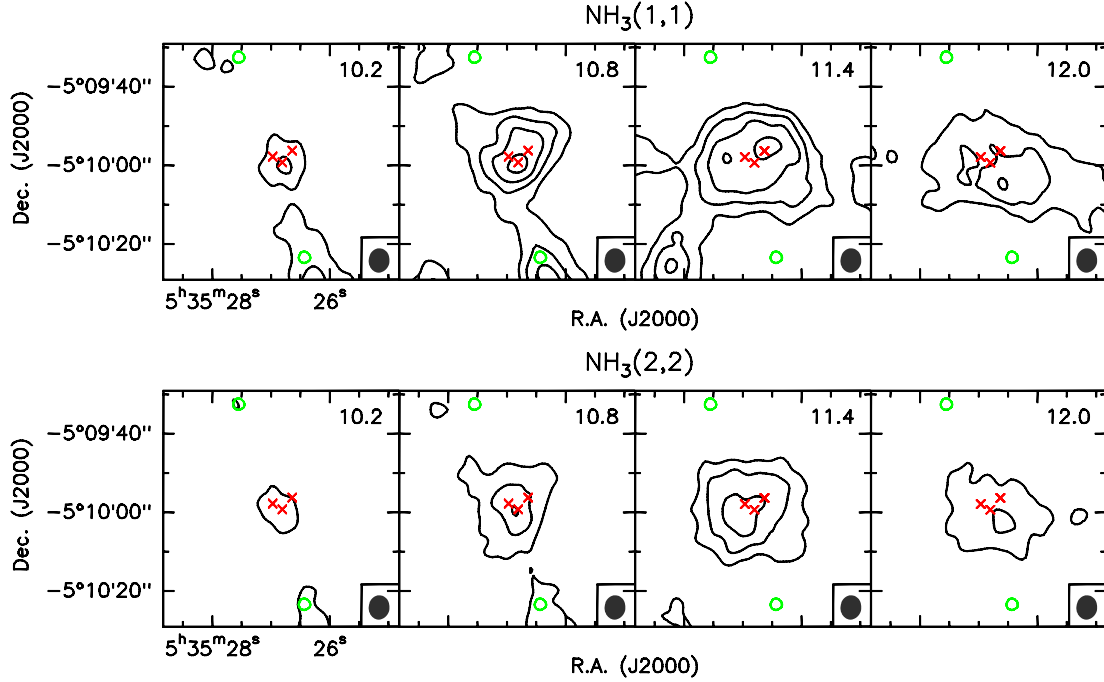 NH₃(1,1)
10.2 10.8 11.4 12.0
−5°09'40"
−5°10'00"
−5°10'20"
Dec. (J2000)
5ʰ35ᵐ28ˢ 26ˢ
R.A. (J2000)
NH₃(2,2)
10.2 10.8 11.4 12.0
−5°09'40"
−5°10'00"
−5°10'20"
Dec. (J2000)
5ʰ35ᵐ28ˢ 26ˢ
R.A. (J2000)